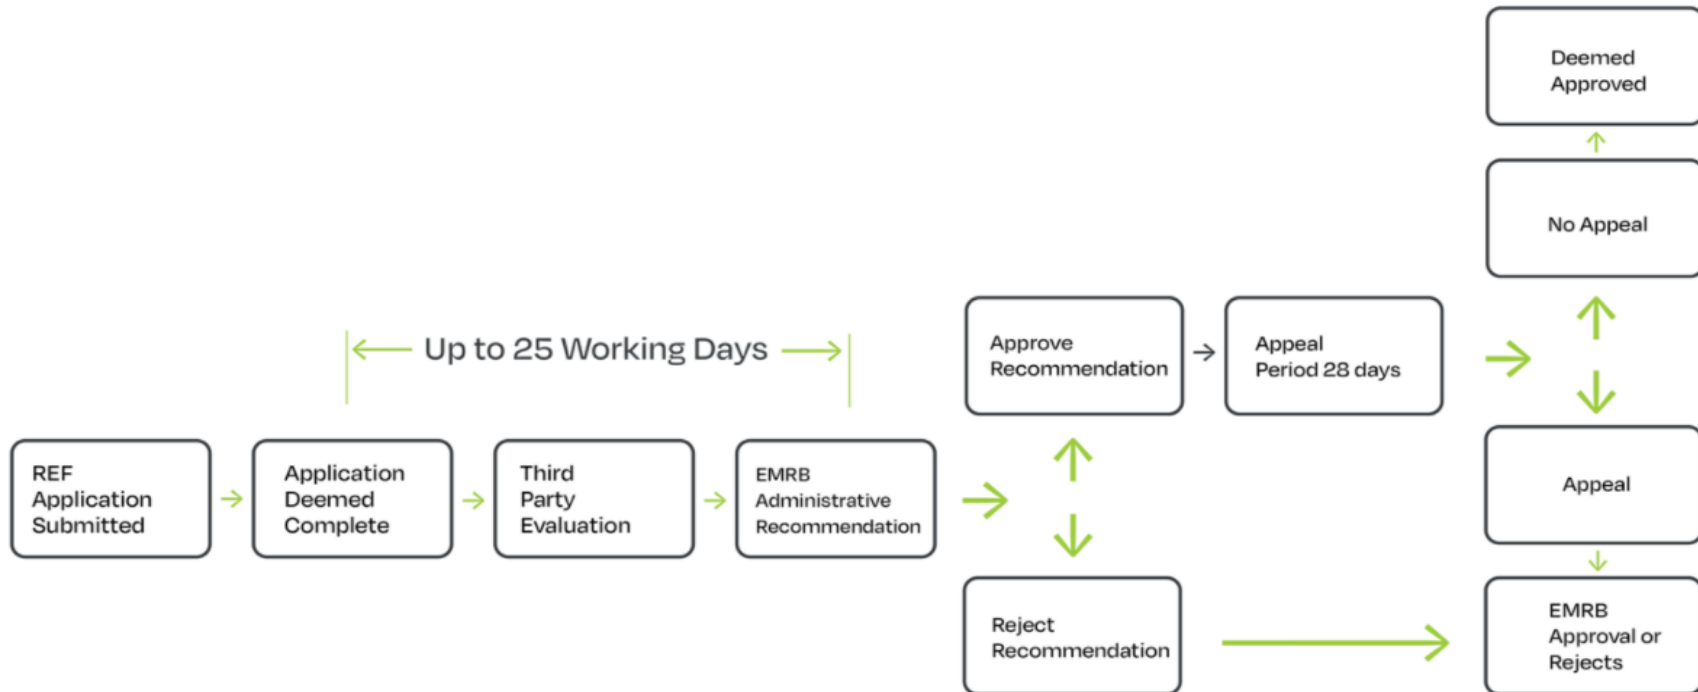 Deemed
Approved
No Appeal
Up to 25 Working Days
Approve
Recommendation
Appeal
Period 28 days
REF
Application
Submitted
Application
Deemed
Complete
Third
Party
Evaluation
EMRB
Administrative
Recommendation
Appeal
Reject
Recommendation
EMRB
Approval or
Rejects